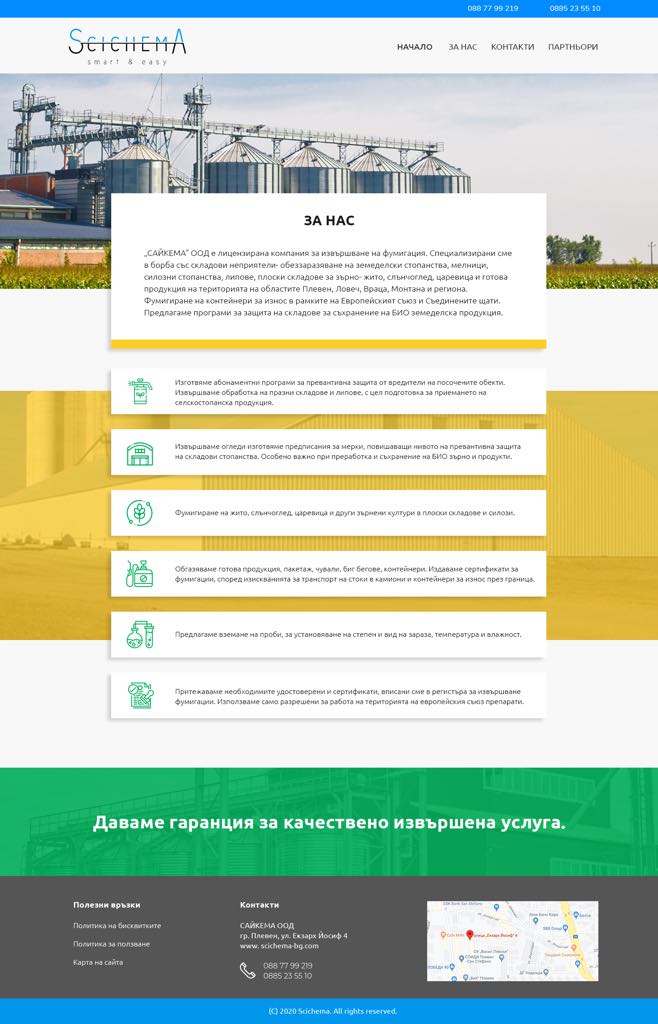 088 77 99 219 0885 23 55 10
SCICHEMA
smart & easy
НАЧАЛО ЗА НАС КОНТАКТИ ПАРТНЬОРИ
ЗА НАС
„САЙКЕМА” ООД е лицензирана компания за извършване на фумигация. Специализирани сме
в борба със складови неприятели- обеззаразяване на земеделски стопанства, мелници,
силозни стопанства, липове, плоски складове за зърно- жито, слънчоглед, царевица и готова
продукция на територията на областите Плевен, Ловеч, Враца, Монтана и региона.
Фумигиране на контейнери за износ в рамките на Европейският съюз и Съединените щати.
Предлагаме програми за защита на складове за съхранение на БИО земеделска продукция.
Изготвяме абонаментни програми за превантивна защита от вредители на посочените обекти.
Извършваме обработка на празни складове и липове, с цел подготовка за приемането на
селскостопанска продукция.
Извършваме огледи изготвяме предписания за мерки, повишаващи нивото на превантивна защита
на складови стопанства. Особено важно при преработка и съхранение на БИО зърно и продукти.
Фумигиране на жито, слънчоглед, царевица и други зърнени култури в плоски складове и силози.
Обгазяваме готова продукция, пакетаж, чували, биг бегове, контейнери. Издаваме сертификати за
фумигации, според изискванията за транспорт на стоки в камиони и контейнери за износ през граница.
Предлагаме вземане на проби, за установяване на степен и вид на зараза, температура и влажност.
Притежаваме необходимите удостоверени и сертификати, вписани сме в регистъра за извършване
фумигации. Използваме само разрешени за работа на територията на европейския съюз препарати.
Даваме гаранция за качествено извършена услуга.
Полезни връзки
Политика на бисквитките
Политика за ползване
Карта на сайта
Контакти
САЙКЕМА ООД
гр. Плевен, ул. Екзарх Йосиф 4
www. scichema-bg.com
088 77 99 219
0885 23 55 10
улица „Екзарх Йосиф“ 4
(C) 2020 Scichema. All rights reserved.